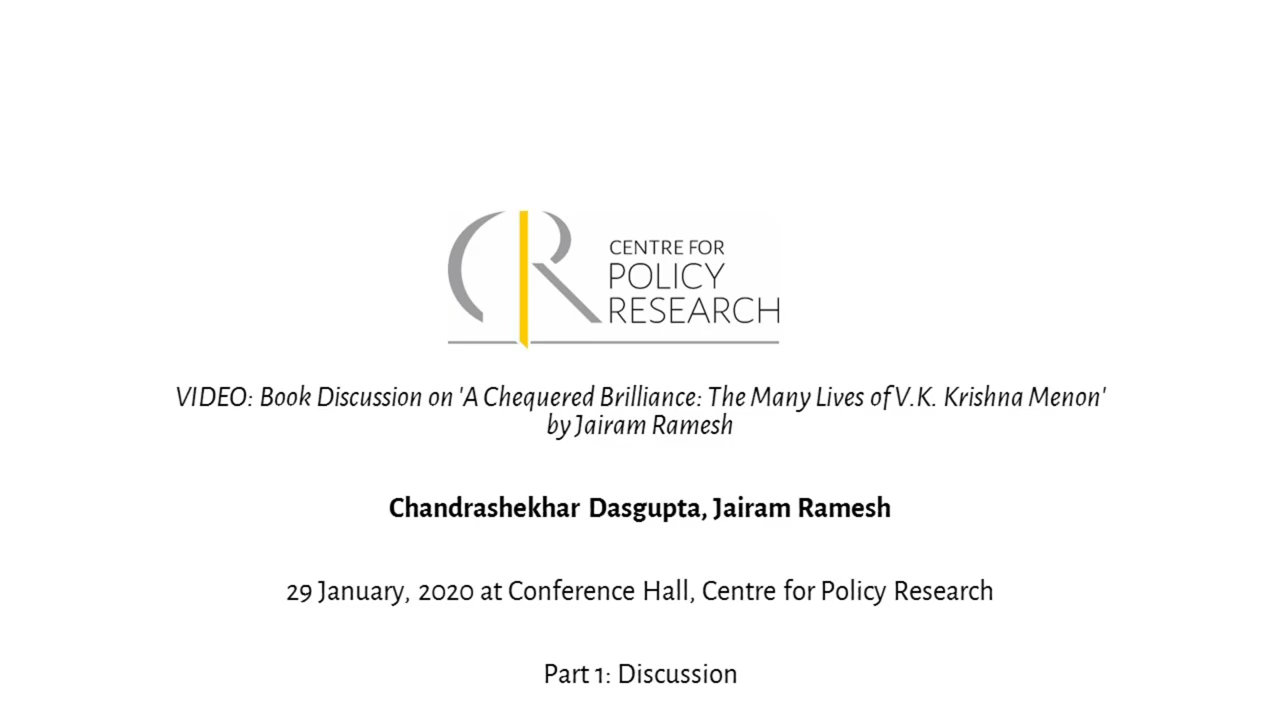 CENTRE FOR
POLICY
RESEARCH
VIDEO: Book Discussion on 'A Chequered Brilliance: The Many Lives of V.K. Krishna Menon'
by Jairam Ramesh
Chandrashekhar Dasgupta, Jairam Ramesh
29 January, 2020 at Conference Hall, Centre for Policy Research
Part 1: Discussion